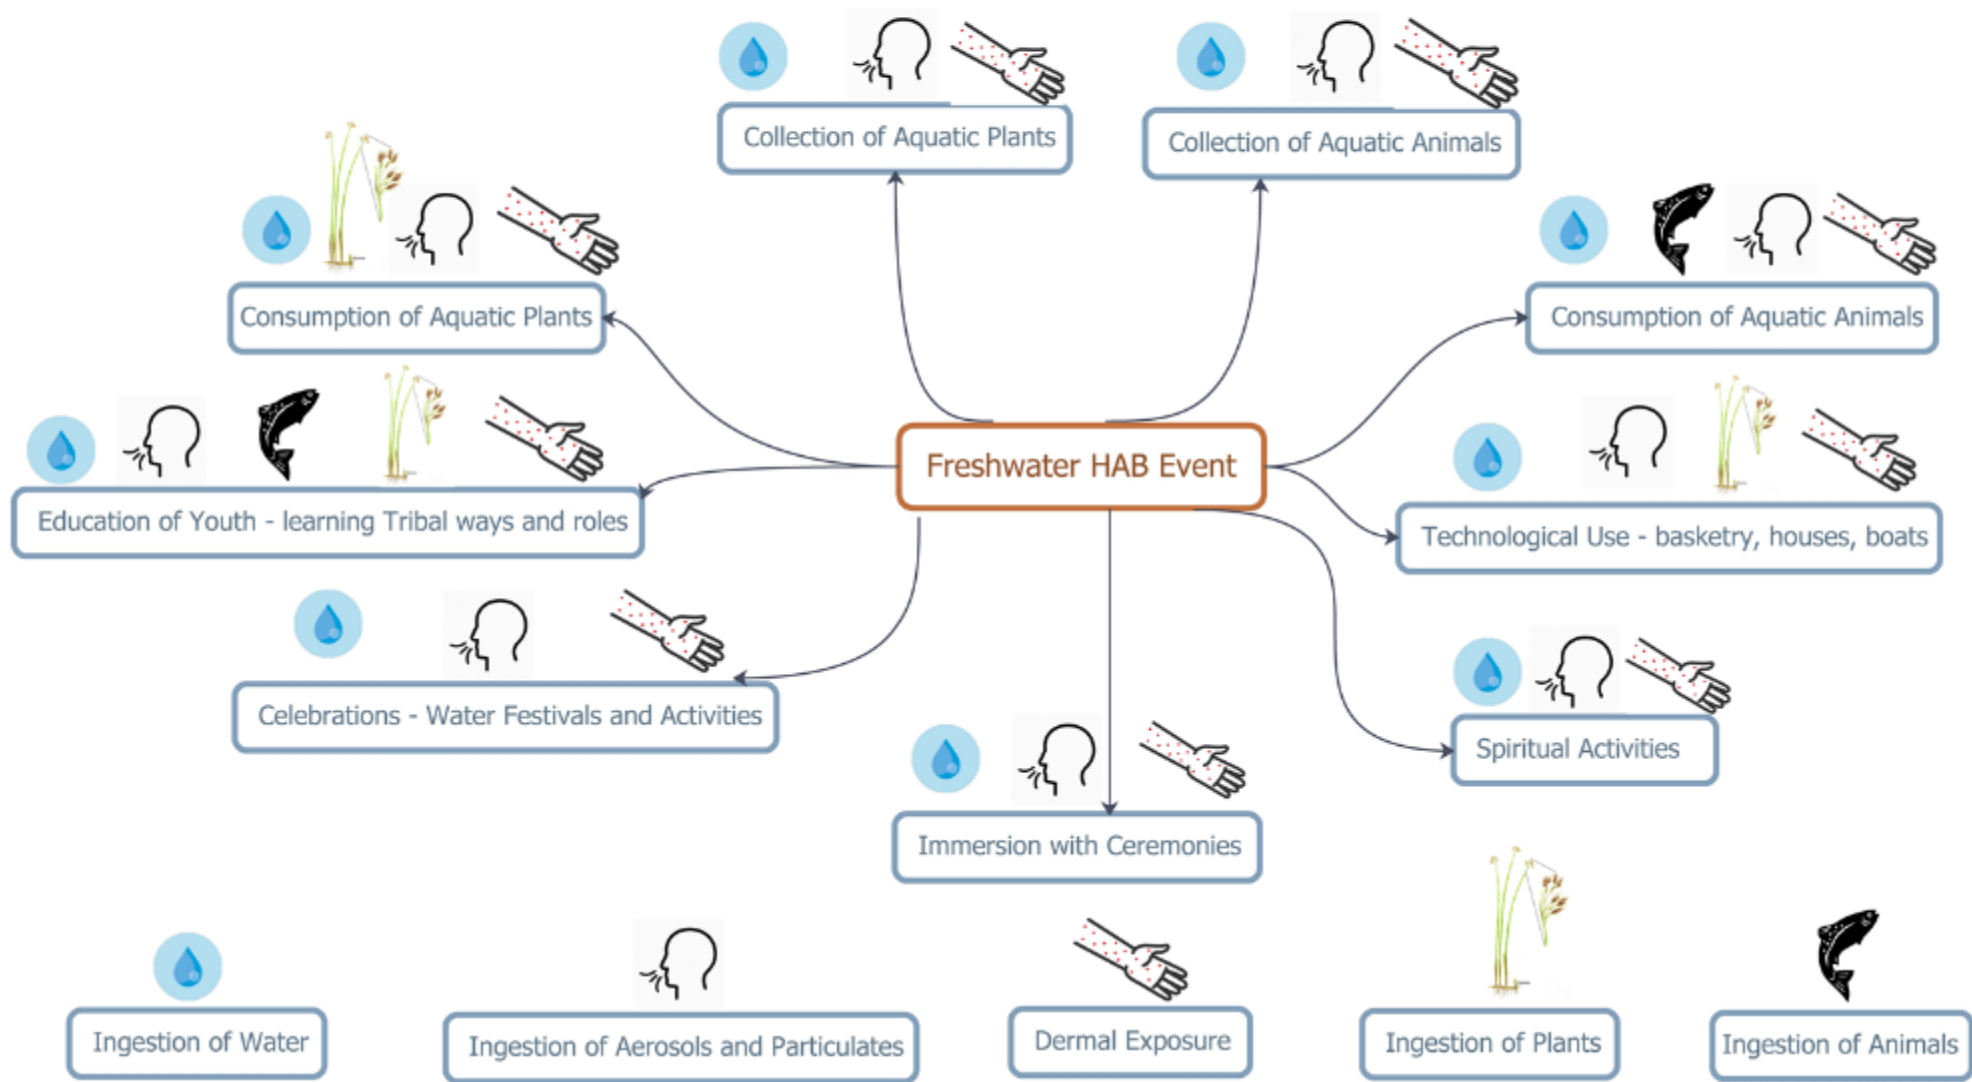 Collection of Aquatic Plants
Collection of Aquatic Animals
Consumption of Aquatic Plants
Consumption of Aquatic Animals
Freshwater HAB Event
Education of Youth - learning Tribal ways and roles
Technological Use - basketry, houses, boats
Celebrations - Water Festivals and Activities
Spiritual Activities
Immersion with Ceremonies
Ingestion of Water
Ingestion of Aerosols and Particulates
Dermal Exposure
Ingestion of Plants
Ingestion of Animals